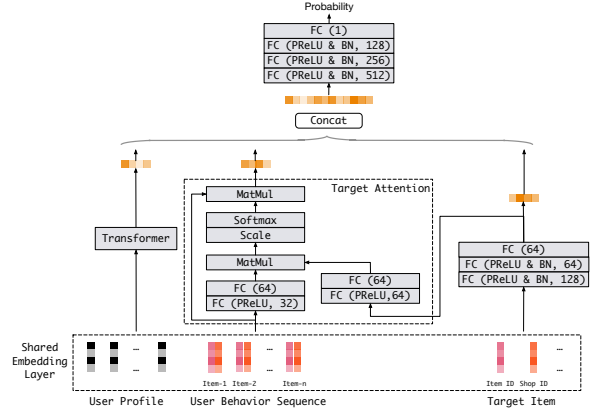 Probability
FC (1)
FC (PReLU & BN, 128)
FC (PReLU & BN, 256)
FC (PReLU & BN, 512)
Concat
Target Attention
MatMul
Softmax
Scale
Transformer
MatMul
FC (64)
FC (PReLU, 32)
FC (64)
FC (PReLU,64)
FC (64)
FC (PReLU & BN, 64)
FC (PReLU & BN, 128)
Shared
Embedding
Layer
...
...
...
...
...
...
Item-1 Item-2 Item-n
Item ID Shop ID
User Profile User Behavior Sequence Target Item